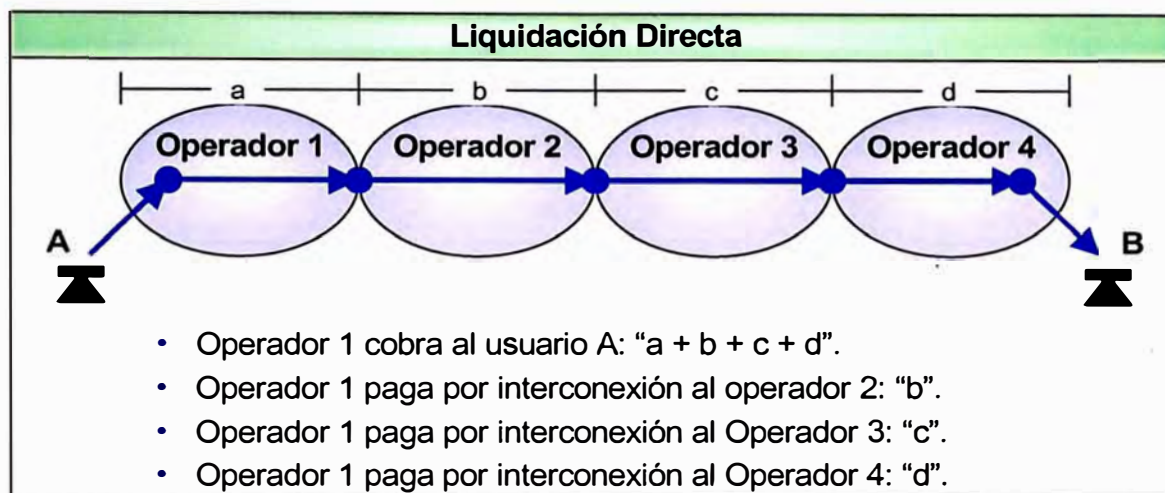 Liquidación Directa
a b c d
Operador 1 Operador 2 Operador 3 Operador 4
A B
• Operador 1 cobra al usuario A: “a + b + c + d”.
• Operador 1 paga por interconexión al operador 2: “b”.
• Operador 1 paga por interconexión al Operador 3: “c”.
• Operador 1 paga por interconexión al Operador 4: “d”.